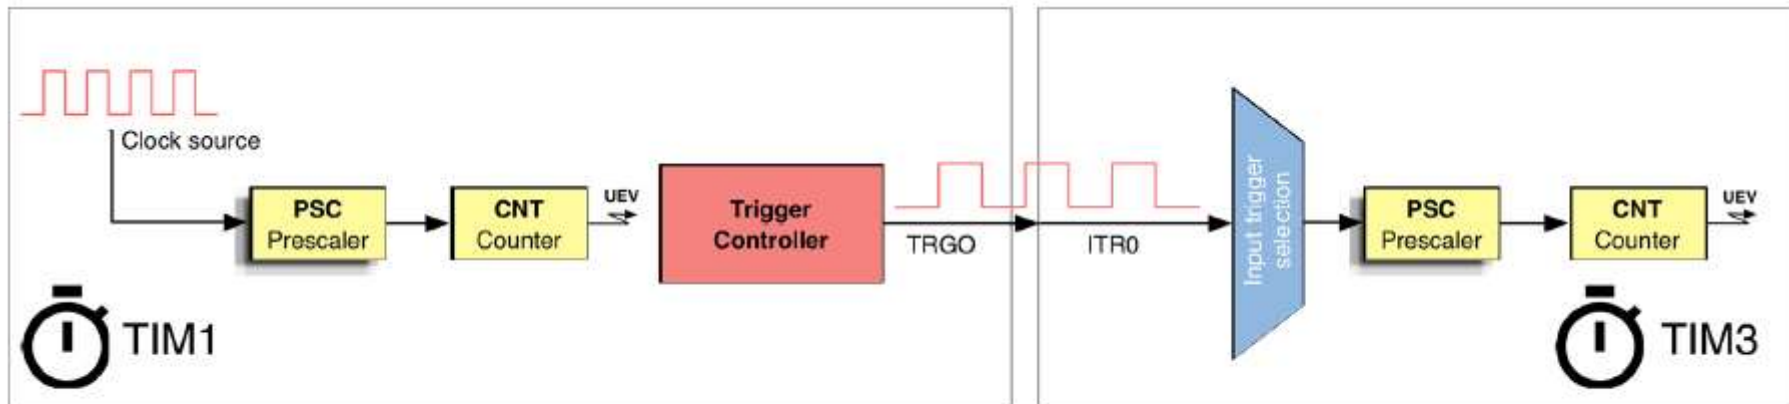 Clock source
PSC
Prescaler
CNT
Counter
UEV
Trigger
Controller
TRGO
ITR0
Input trigger
selection
PSC
Prescaler
CNT
Counter
UEV
TIM1
TIM3